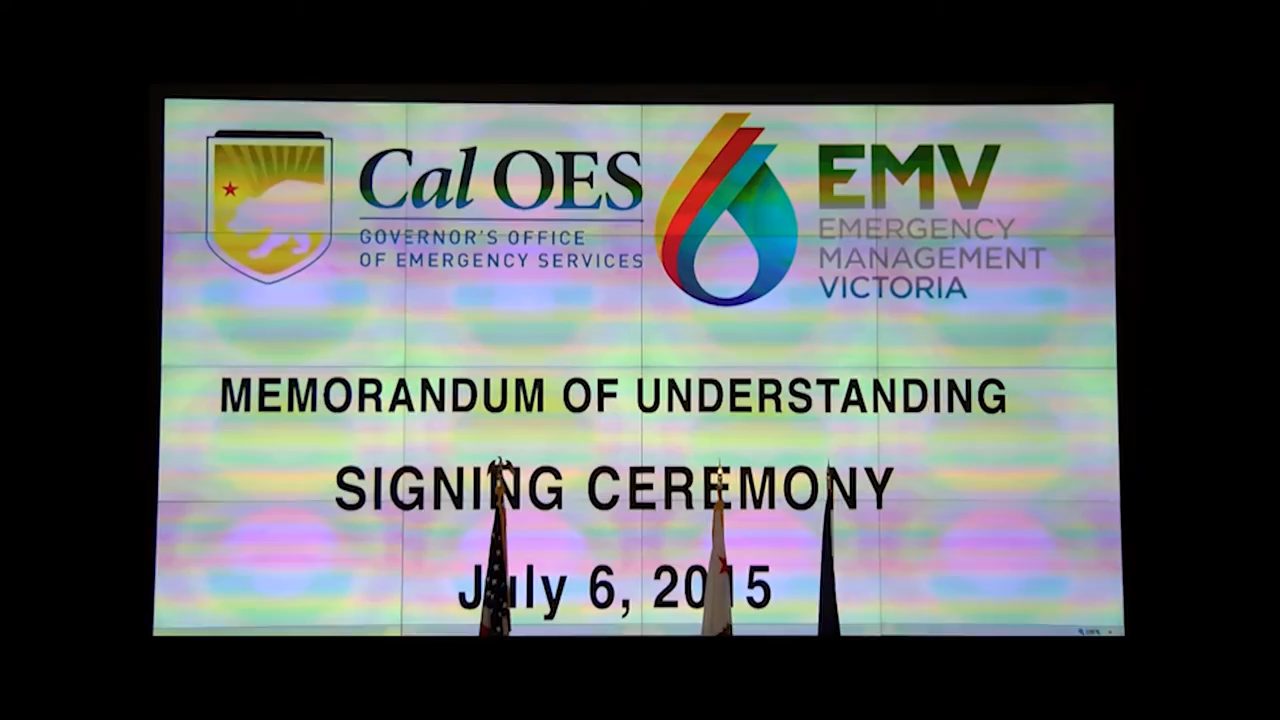 Cal OES
GOVERNOR'S OFFICE
OF EMERGENCY SERVICES
EMV
EMERGENCY
MANAGEMENT
VICTORIA
MEMORANDUM OF UNDERSTANDING
SIGNING CEREMONY
July 6, 2015